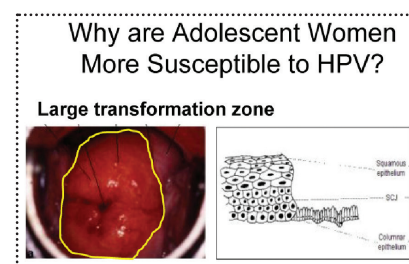 Why are Adolescent Women
More Susceptible to HPV?
Large transformation zone
Squamous
epithelium
SCJ
Columnar
epithelium